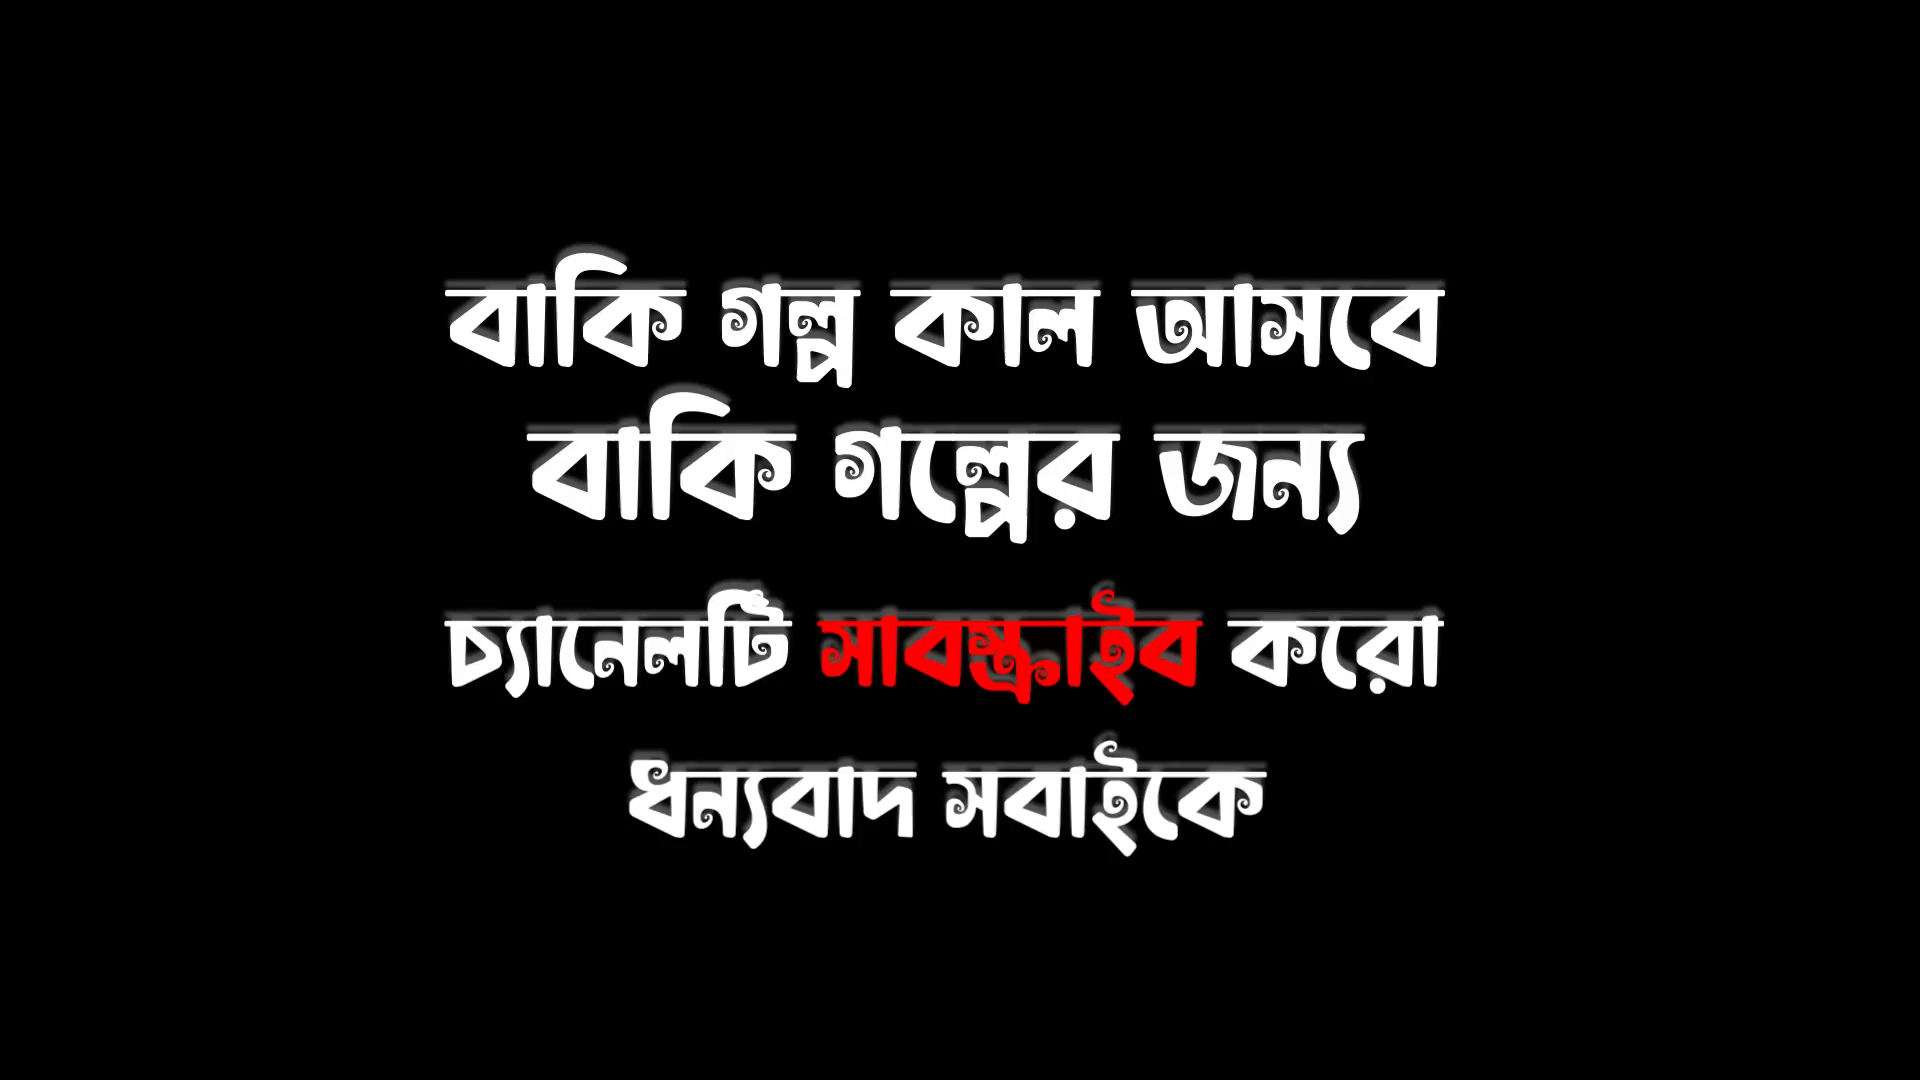 বাকি গল্প কাল আসবে
বাকি গল্পের জন্য
চ্যানেলটি সাবস্ক্রাইব করো
ধন্যবাদ সবাইকে